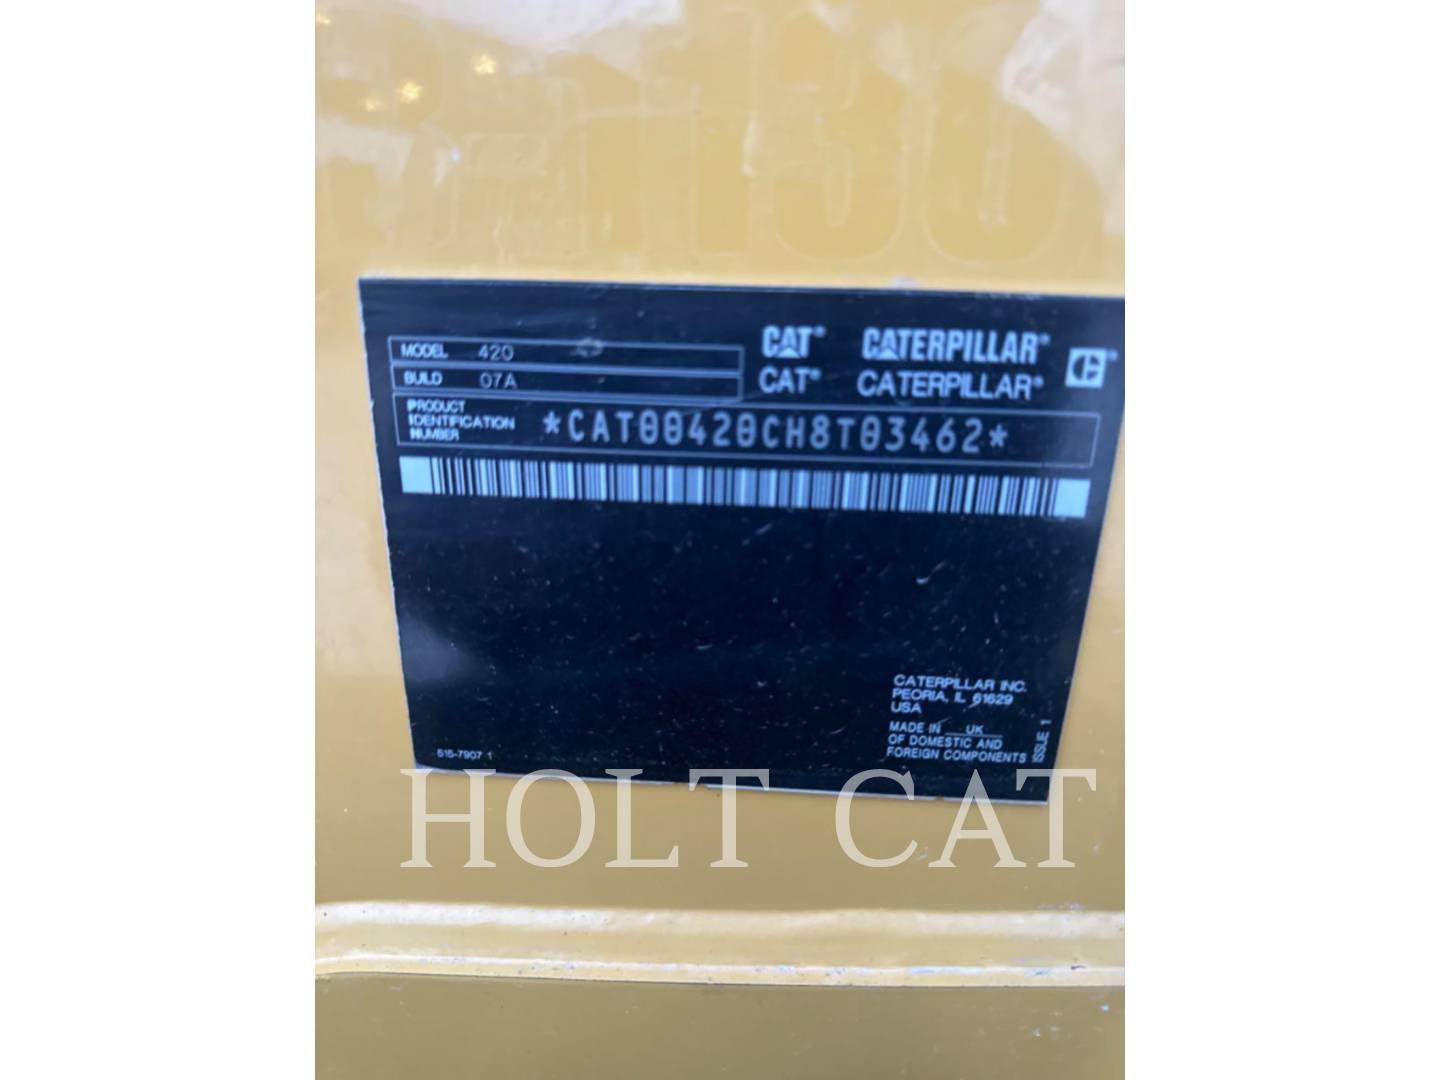 MODEL 420
BUILD 07A
CAT® CATERPILLAR®
CAT® CATERPILLAR®
PRODUCT
IDENTIFICATION
NUMBER
*CAT00420CH8T03462*
CATERPILLAR INC.
PEORIA, IL 61629
USA
MADE IN UK
OF DOMESTIC AND
FOREIGN COMPONENTS
ISSUE 1
515-7907 1
HOLT CAT